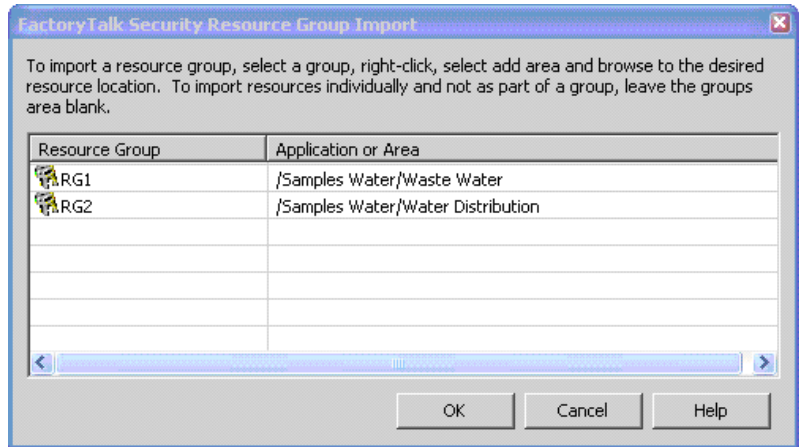 FactoryTalk Security Resource Group Import
To import a resource group, select a group, right-click, select add area and browse to the desired
resource location. To import resources individually and not as part of a group, leave the groups
area blank.
Resource Group Application or Area
RG1 /Samples Water/Waste Water
RG2 /Samples Water/Water Distribution
OK Cancel Help